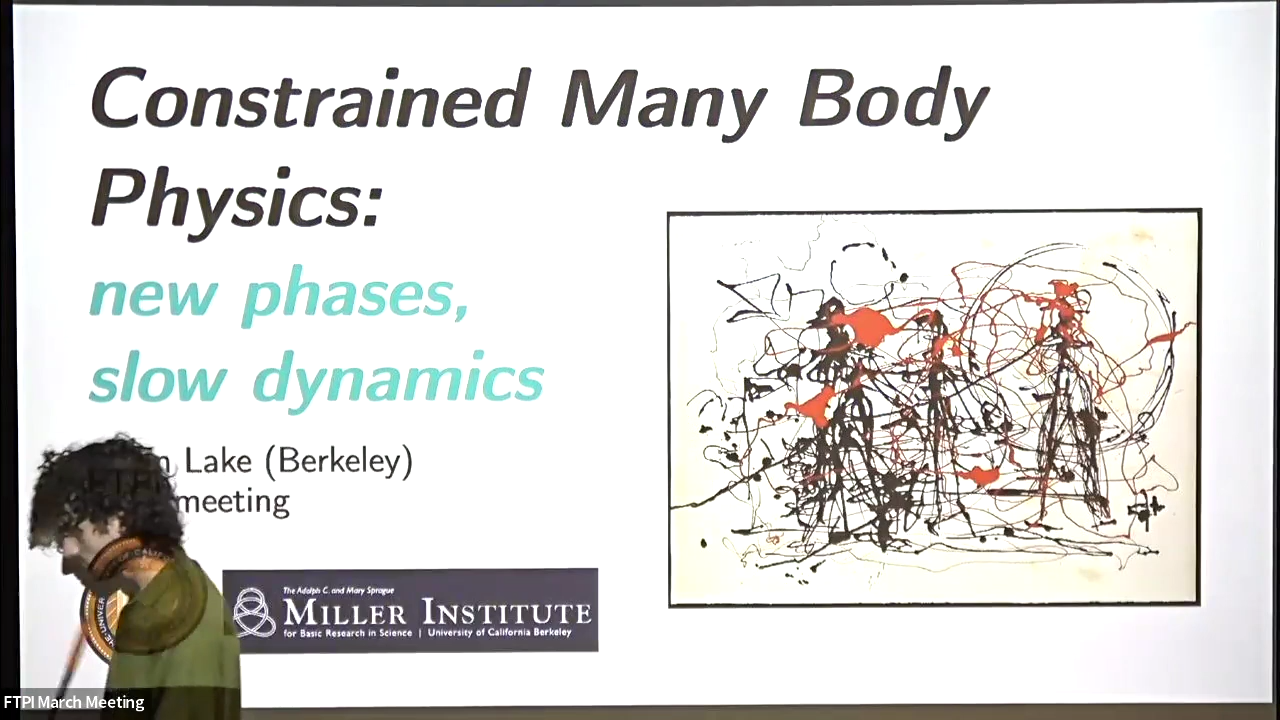 Constrained Many Body
Physics:
new phases,
slow dynamics
Lake (Berkeley)
meeting
The Adolph C. and Mary Sprague
MILLER INSTITUTE
for Basic Research in Science | University of California Berkeley
FTPI March Meeting